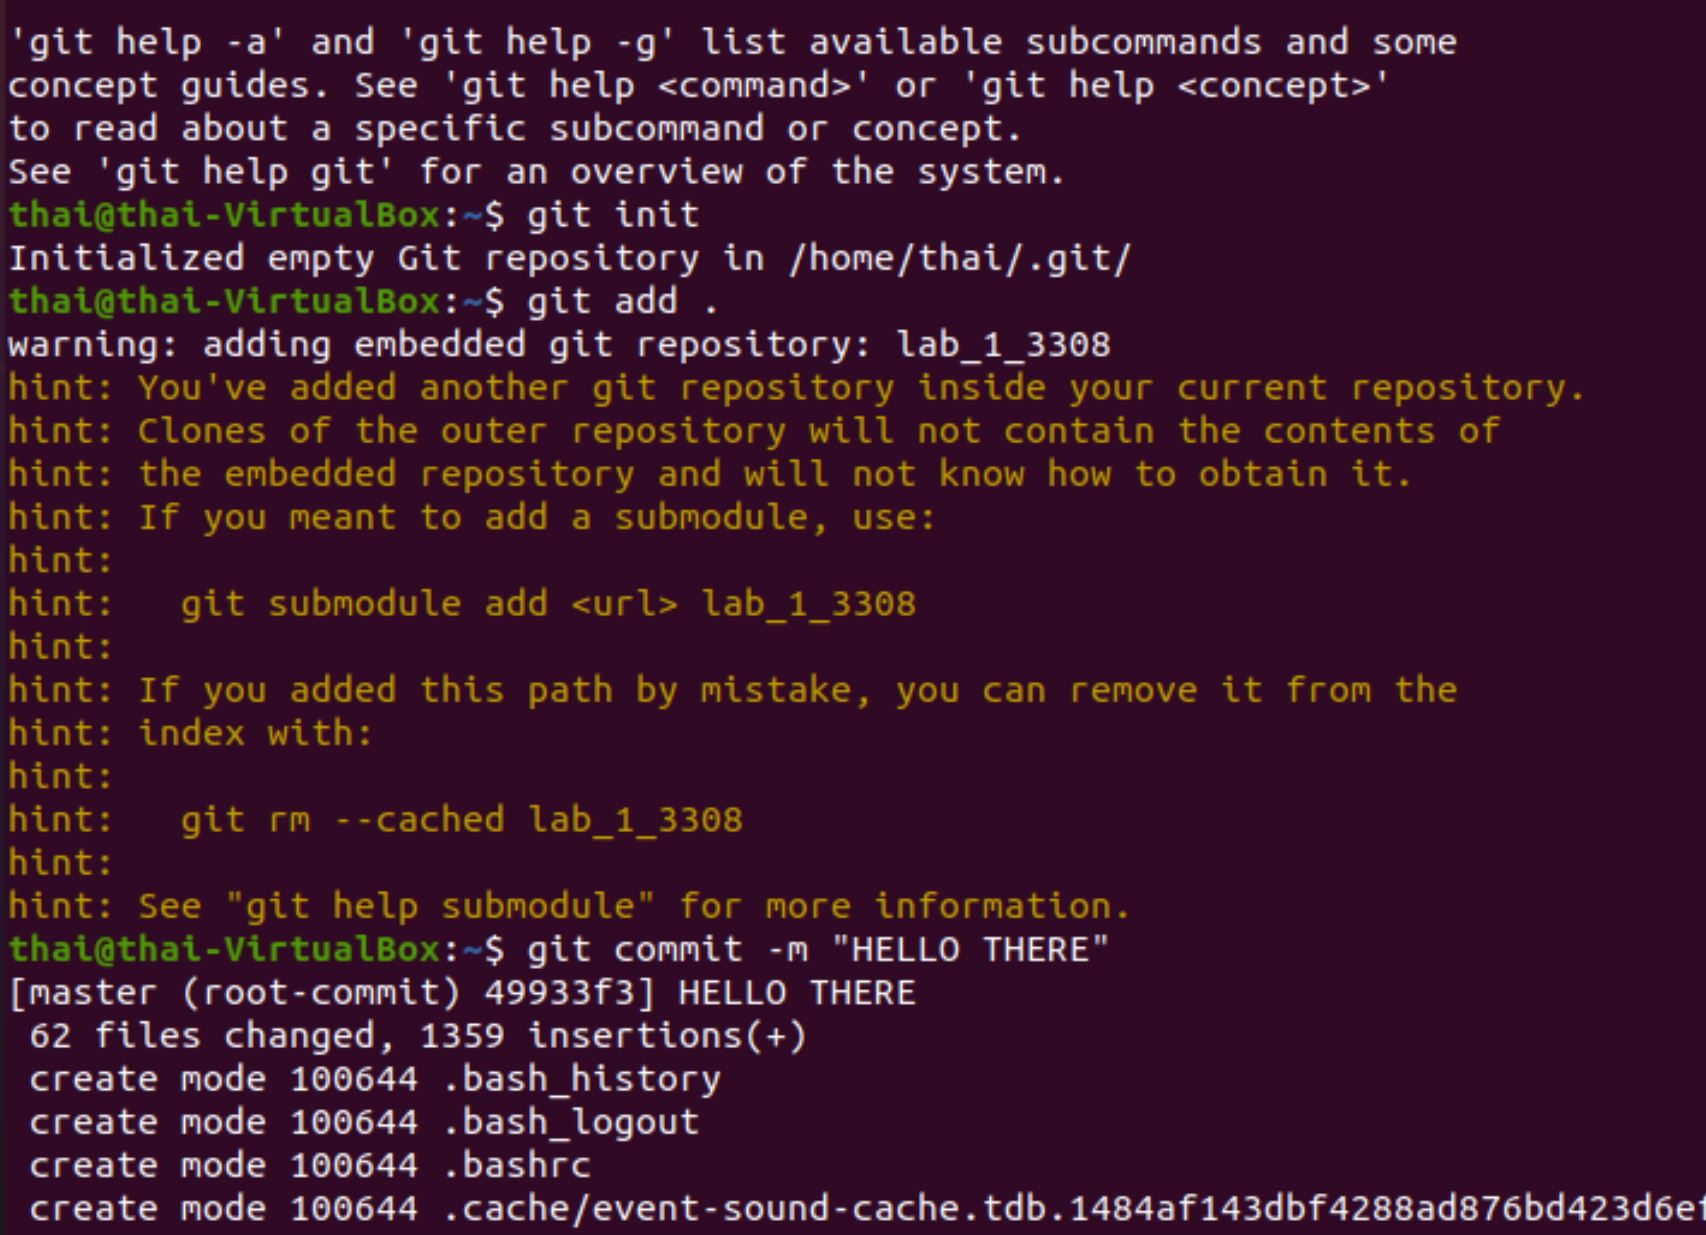 'git help -a' and 'git help -g' list available subcommands and some
concept guides. See 'git help <command>' or 'git help <concept>'
to read about a specific subcommand or concept.
See 'git help git' for an overview of the system.
thai@thai-VirtualBox:~$ git init
Initialized empty Git repository in /home/thai/.git/
thai@thai-VirtualBox:~$ git add .
warning: adding embedded git repository: lab_1_3308
hint: You've added another git repository inside your current repository.
hint: Clones of the outer repository will not contain the contents of
hint: the embedded repository and will not know how to obtain it.
hint: If you meant to add a submodule, use:
hint:
hint:   git submodule add <url> lab_1_3308
hint:
hint: If you added this path by mistake, you can remove it from the
hint: index with:
hint:
hint:   git rm --cached lab_1_3308
hint:
hint: See "git help submodule" for more information.
thai@thai-VirtualBox:~$ git commit -m "HELLO THERE"
[master (root-commit) 49933f3] HELLO THERE
 62 files changed, 1359 insertions(+)
 create mode 100644 .bash_history
 create mode 100644 .bash_logout
 create mode 100644 .bashrc
 create mode 100644 .cache/event-sound-cache.tdb.1484af143dbf4288ad876bd423d6ef